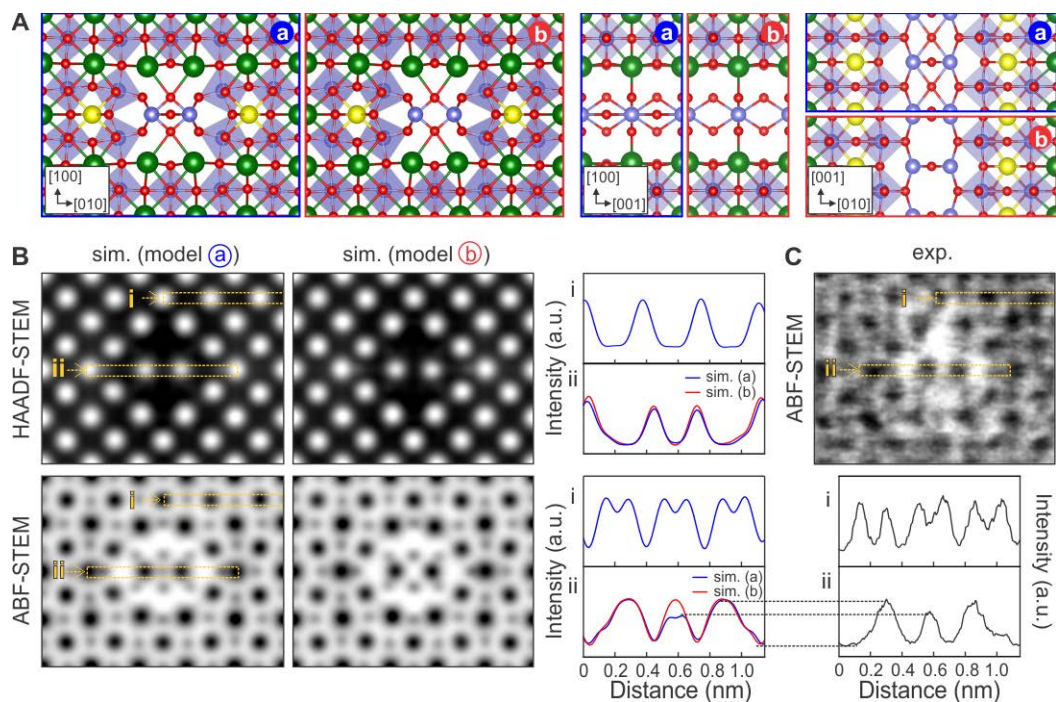 A
a
b
a
b
a
b
[100]
[010]
[100]
[001]
[001]
[010]
B
sim. (model a)
sim. (model b)
C
exp.
HAADF-STEM
i
ii
Intensity (a.u.)
i
ii
sim. (a)
sim. (b)
ABF-STEM
i
ii
ABF-STEM
i
ii
Intensity (a.u.)
i
ii
sim. (a)
sim. (b)
0 0.2 0.4 0.6 0.8 1.0
Distance (nm)
i
ii
Intensity (a.u.)
0 0.2 0.4 0.6 0.8 1.0
Distance (nm)